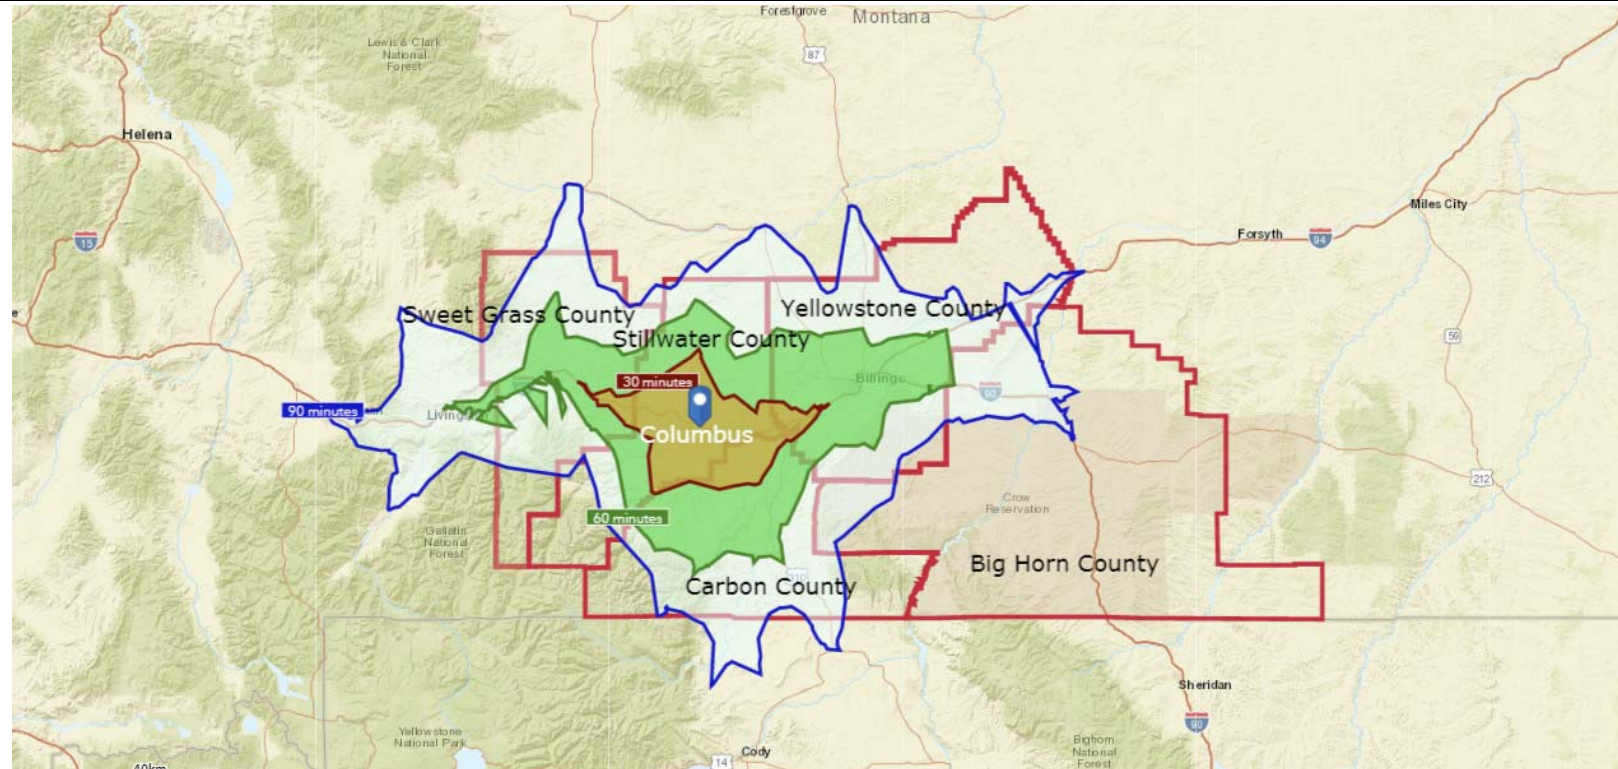 Forestgrove
Montana
Lewis & Clark
National
Forest
87
Helena
Miles City
Forsyth
15
94
Sweet Grass County
Yellowstone County
Stillwater County
59
30 minutes
Billings
90
90 minutes
Columbus
212
Crow
Reservation
60 minutes
Gallatin
National
Forest
Big Horn County
Carbon County
Sheridan
90
Yellowstone
National Park
Cody
14
Bighorn
National
Forest
40km